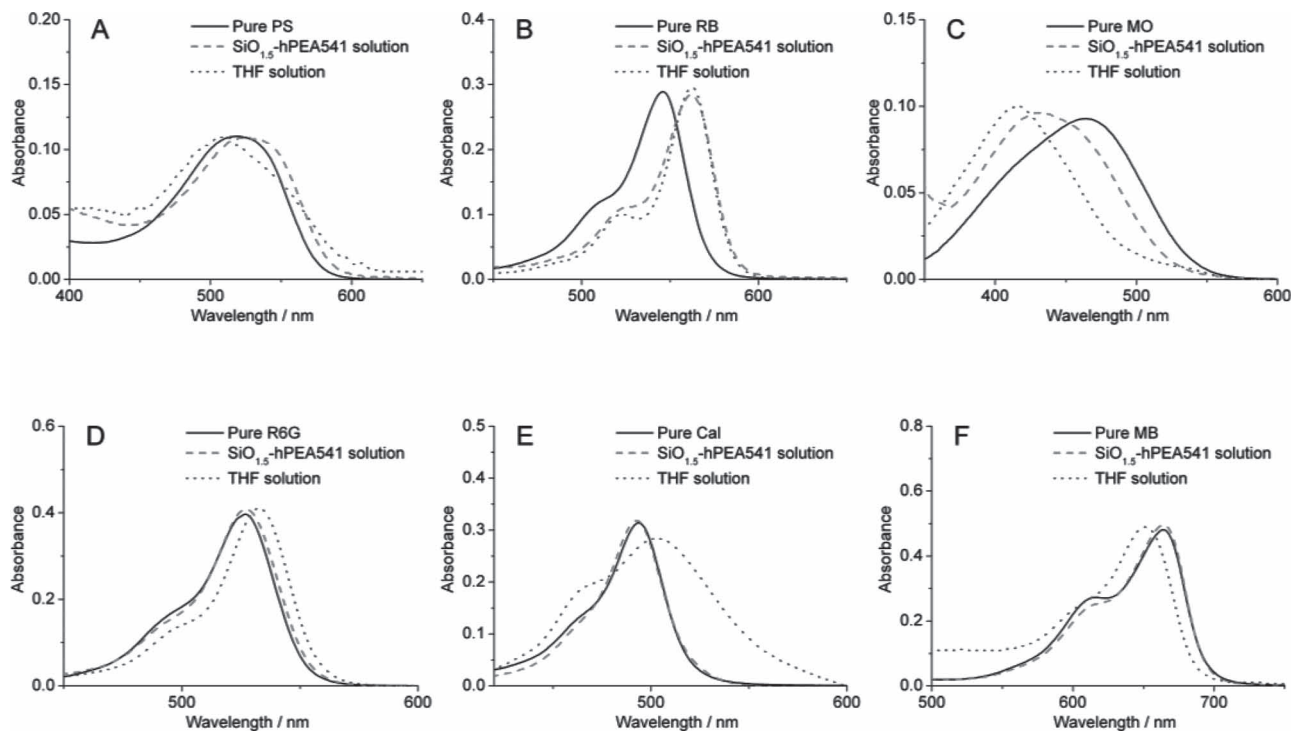 A
Pure PS
SiO1.5-hPEA541 solution
THF solution
0.20
0.15
0.10
0.05
0.00
Absorbance
400 500 600
Wavelength / nm
B
Pure RB
SiO1.5-hPEA541 solution
THF solution
0.4
0.3
0.2
0.1
0.0
Absorbance
500 600
Wavelength / nm
C
Pure MO
SiO1.5-hPEA541 solution
THF solution
0.15
0.10
0.05
0.00
Absorbance
400 500 600
Wavelength / nm
D
Pure R6G
SiO1.5-hPEA541 solution
THF solution
0.6
0.4
0.2
0.0
Absorbance
500 600
Wavelength / nm
E
Pure Cal
SiO1.5-hPEA541 solution
THF solution
0.5
0.4
0.3
0.2
0.1
0.0
Absorbance
500 600
Wavelength / nm
F
Pure MB
SiO1.5-hPEA541 solution
THF solution
0.8
0.6
0.4
0.2
0.0
Absorbance
500 600 700
Wavelength / nm